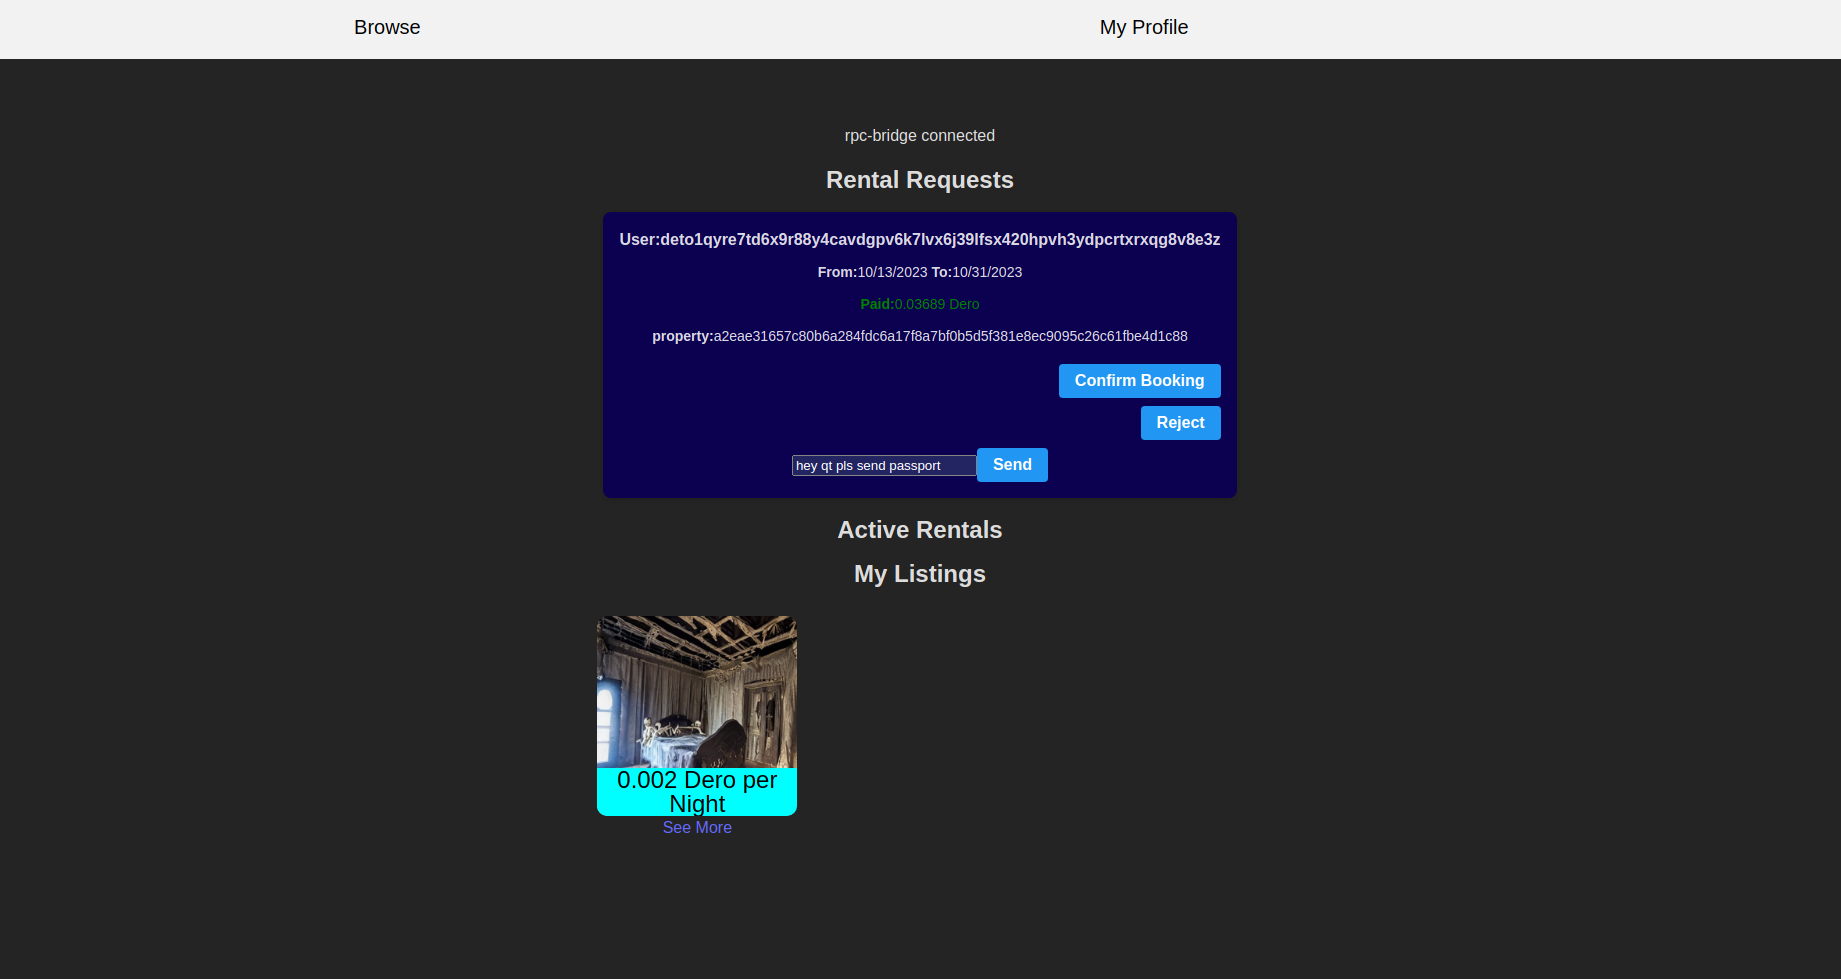 Browse
My Profile
rpc-bridge connected
Rental Requests
User:deto1qyre7td6x9r88y4cavdgpv6k7lvx6j39lfsx420hpvh3ydpcrtxrxqg8v8e3z
From:10/13/2023 To:10/31/2023
Paid:0.03689 Dero
property:a2eae31657c80b6a284fdc6a17f8a7bf0b5d5f381e8ec9095c26c61fbe4d1c88
Confirm Booking
Reject
hey qt pls send passport
Send
Active Rentals
My Listings
0.002 Dero per
Night
See More